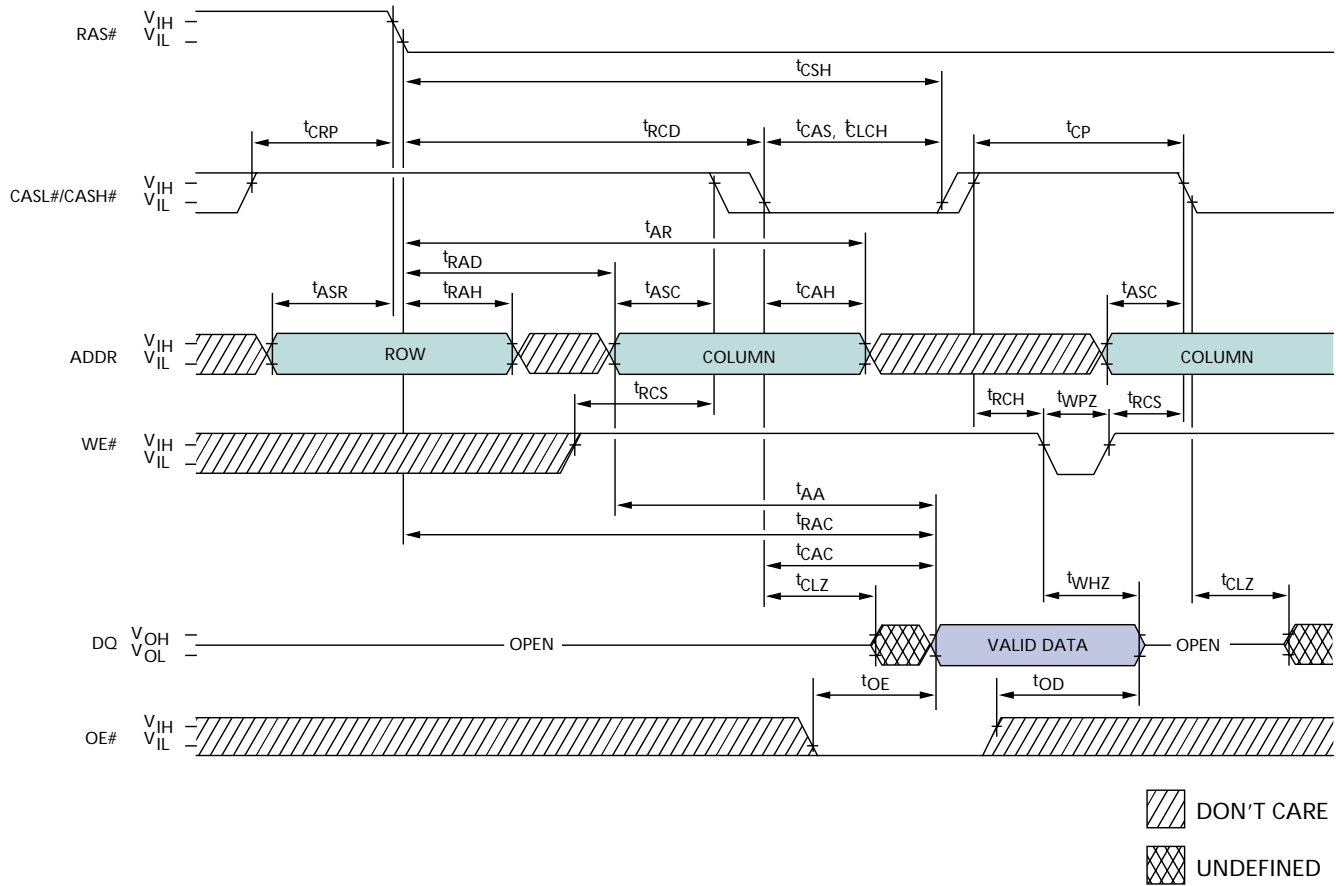 RAS# VIH
VIL
tCSH
tCRP tRCD tCAS, tCLCH tCP
CASL#/CASH# VIH
VIL
tAR
tRAD
tASR tRAH tASC tCAH tASC
ADDR VIH
VIL
ROW COLUMN COLUMN
tRCS tRCH tWPZ tRCS
WE# VIH
VIL
tAA
tRAC
tCAC
tCLZ tWHZ tCLZ
DQ VOH
VOL
OPEN VALID DATA OPEN
tOE tOD
OE# VIH
VIL
DON'T CARE
UNDEFINED